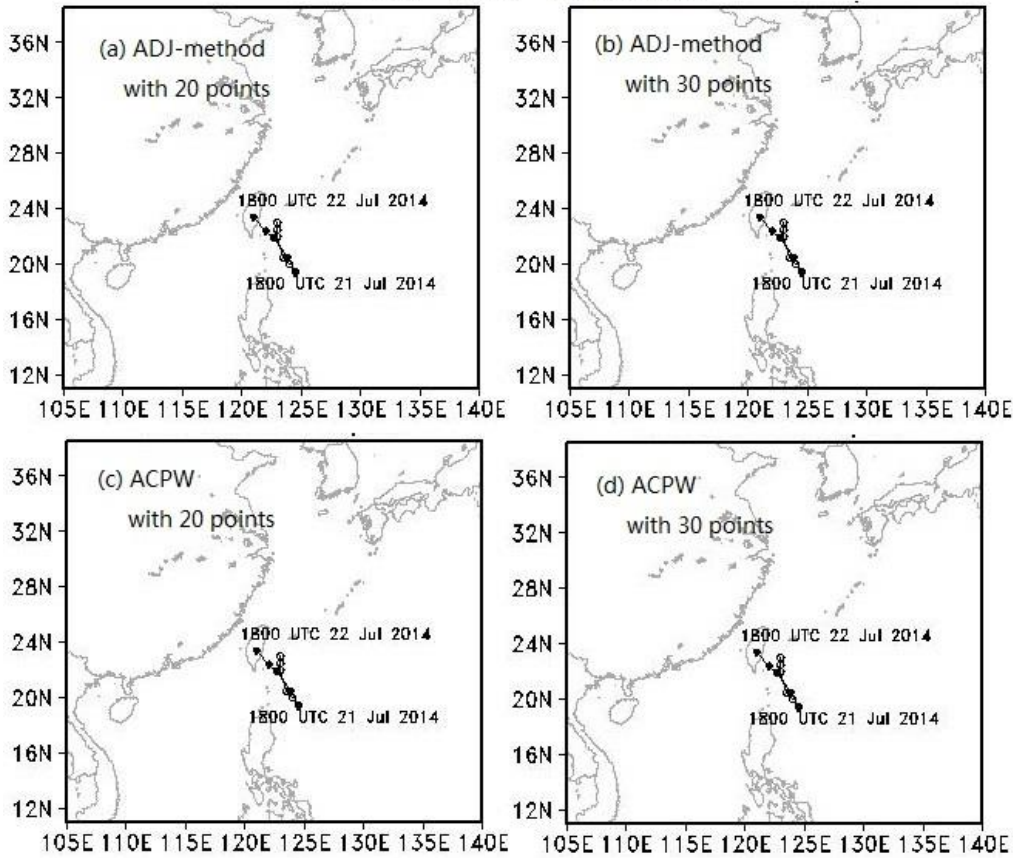 (a) ADJ-method
with 20 points
36N
32N
28N
24N
20N
16N
12N
1800 UTC 22 Jul 2014
1800 UTC 21 Jul 2014
105E 110E 115E 120E 125E 130E 135E 140E
(b) ADJ-method
with 30 points
36N
32N
28N
24N
20N
16N
12N
1800 UTC 22 Jul 2014
1800 UTC 21 Jul 2014
105E 110E 115E 120E 125E 130E 135E 140E
(c) ACPW
with 20 points
36N
32N
28N
24N
20N
16N
12N
1800 UTC 22 Jul 2014
1800 UTC 21 Jul 2014
105E 110E 115E 120E 125E 130E 135E 140E
(d) ACPW
with 30 points
36N
32N
28N
24N
20N
16N
12N
1800 UTC 22 Jul 2014
1800 UTC 21 Jul 2014
105E 110E 115E 120E 125E 130E 135E 140E